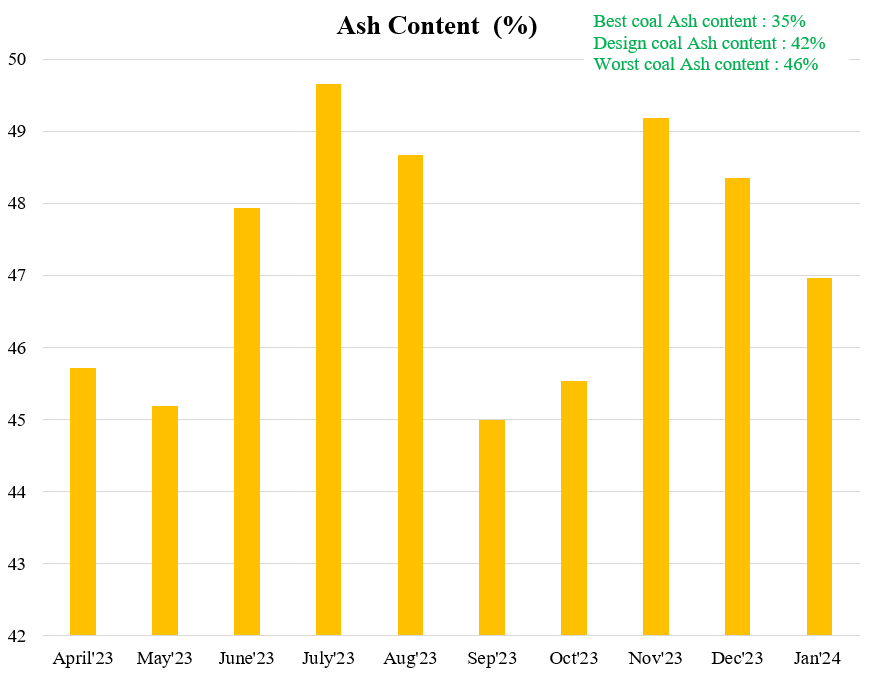 Ash Content  (%)
Best coal Ash content : 35%
Design coal Ash content : 42%
Worst coal Ash content : 46%
50
49
48
47
46
45
44
43
42
April'23 May'23 June'23 July'23 Aug'23 Sep'23 Oct'23 Nov'23 Dec'23 Jan'24